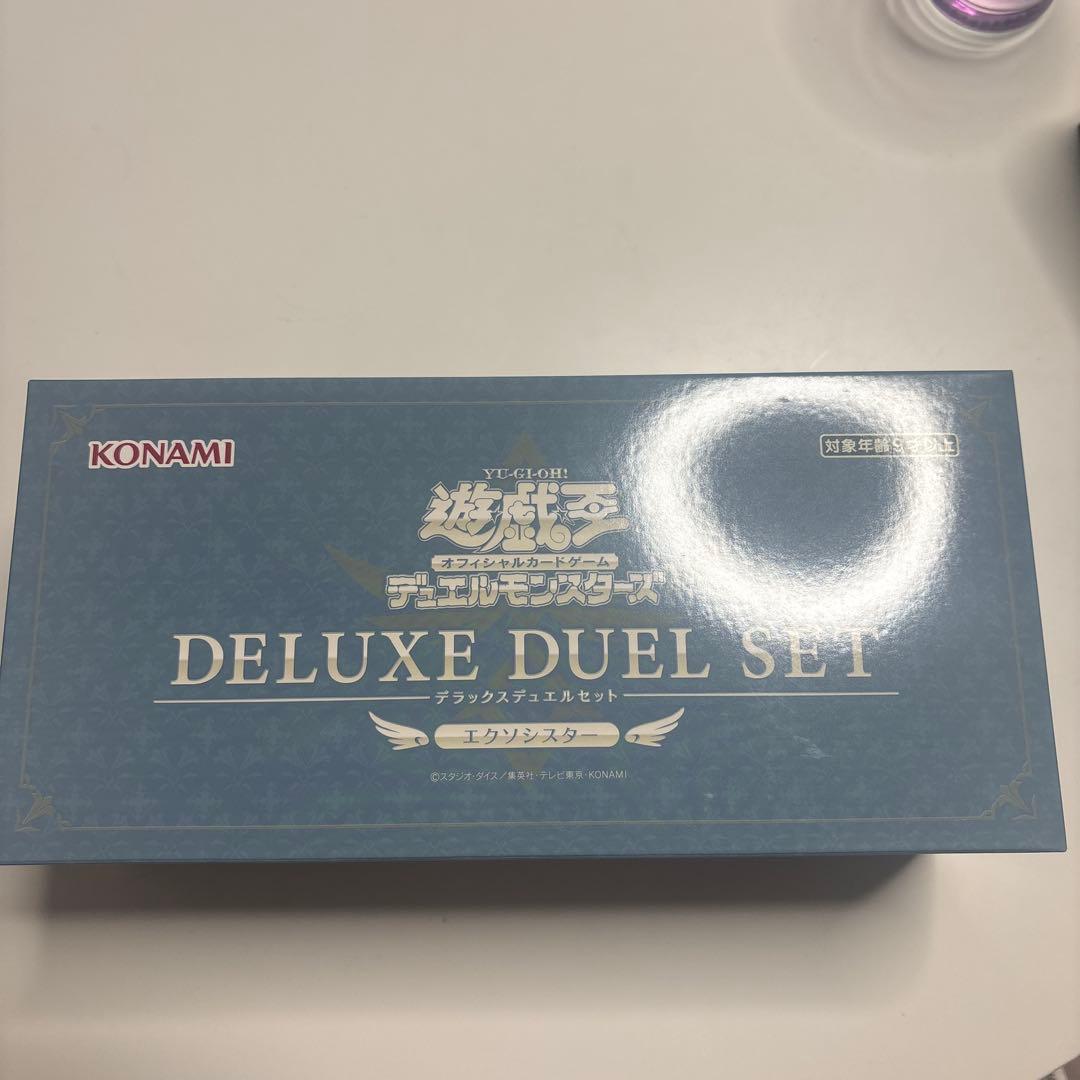 KONAMI
対象年齢9才以上
YU-GI-OH!
遊戯王
オフィシャルカードゲーム
デュエルモンスターズ
DELUXE DUEL SET
デラックスデュエルセット
エクソシスター
©スタジオ・ダイス／集英社・テレビ東京・KONAMI